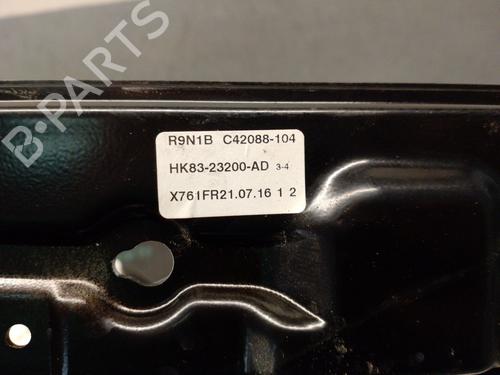 B-PARTS
R9N1B C42088-104
HK83-23200-AD 3-4
X761FR21.07.16 1 2